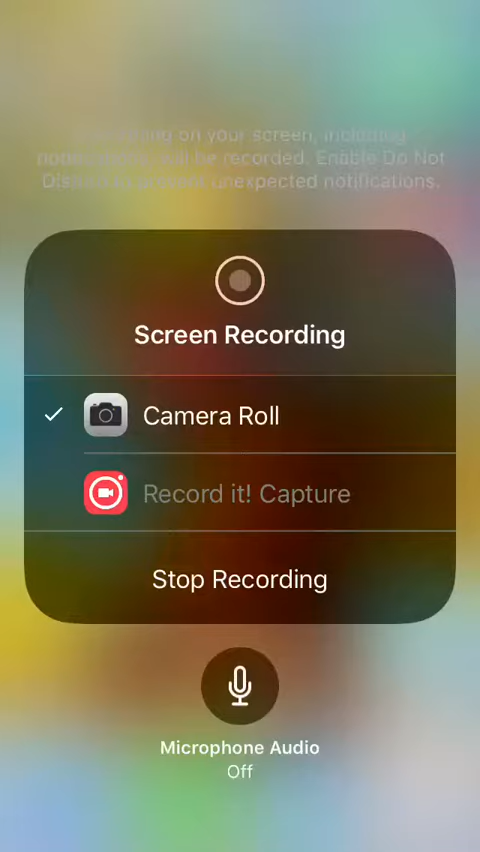 on your screen, including
will be recorded. Enable Do Not
unexpected notifications.
Screen Recording
Camera Roll
Record it! Capture
Stop Recording
Microphone Audio
Off